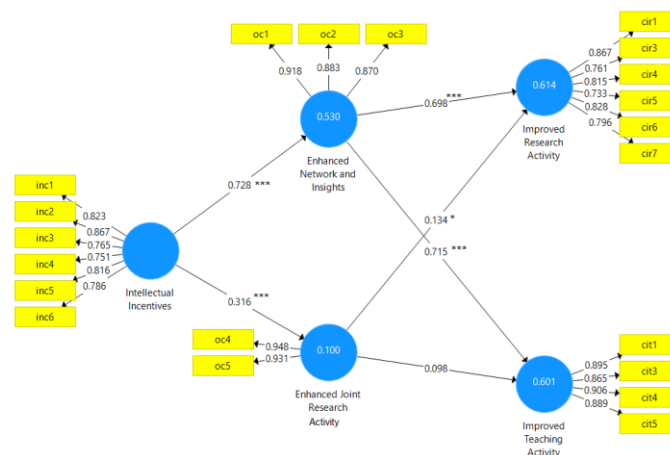 oc1
oc2
oc3
0.918
0.883
0.870
0.530
Enhanced
Network and
Insights
cir1
cir3
cir4
cir5
cir6
cir7
0.867
0.761
0.815
0.733
0.828
0.796
0.614
Improved
Research
Activity
0.698 ***
0.728 ***
0.134 *
0.715 ***
0.316 ***
0.098
inc1
inc2
inc3
inc4
inc5
inc6
0.823
0.867
0.765
0.751
0.816
0.786
Intellectual
Incentives
oc4
oc5
0.948
0.931
0.100
Enhanced Joint
Research
Activity
cit1
cit3
cit4
cit5
0.895
0.865
0.906
0.889
0.601
Improved
Teaching
Activity